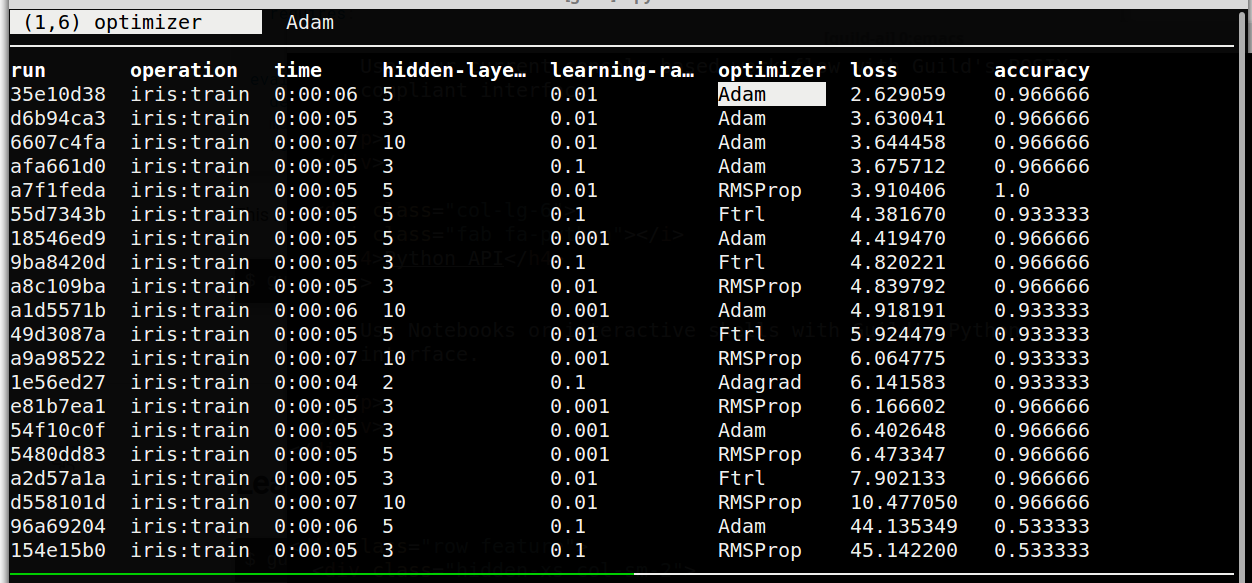 (1,6) optimizer Adam
run operation time hidden-laye… learning-ra… optimizer loss accuracy
35e10d38 iris:train 0:00:06 5 0.01 Adam 2.629059 0.966666
d6b94ca3 iris:train 0:00:05 3 0.01 Adam 3.630041 0.966666
6607c4fa iris:train 0:00:07 10 0.01 Adam 3.644458 0.966666
afa661d0 iris:train 0:00:05 3 0.1 Adam 3.675712 0.966666
a7f1feda iris:train 0:00:05 5 0.01 RMSProp 3.910406 1.0
55d7343b iris:train 0:00:05 5 0.1 Ftrl 4.381670 0.933333
18546ed9 iris:train 0:00:05 5 0.001 Adam 4.419470 0.966666
9ba8420d iris:train 0:00:05 3 0.1 Ftrl 4.820221 0.966666
a8c109ba iris:train 0:00:05 3 0.01 RMSProp 4.839792 0.966666
a1d5571b iris:train 0:00:06 10 0.001 Adam 4.918191 0.933333
49d3087a iris:train 0:00:05 5 0.01 Ftrl 5.924479 0.933333
a9a98522 iris:train 0:00:07 10 0.001 RMSProp 6.064775 0.933333
1e56ed27 iris:train 0:00:04 2 0.1 Adagrad 6.141583 0.933333
e81b7ea1 iris:train 0:00:05 3 0.001 RMSProp 6.166602 0.966666
54f10c0f iris:train 0:00:05 3 0.001 Adam 6.402648 0.966666
5480dd83 iris:train 0:00:05 5 0.001 RMSProp 6.473347 0.966666
a2d57a1a iris:train 0:00:05 3 0.01 Ftrl 7.902133 0.966666
d558101d iris:train 0:00:07 10 0.01 RMSProp 10.477050 0.966666
96a69204 iris:train 0:00:06 5 0.1 Adam 44.135349 0.533333
154e15b0 iris:train 0:00:05 3 0.1 RMSProp 45.142200 0.533333